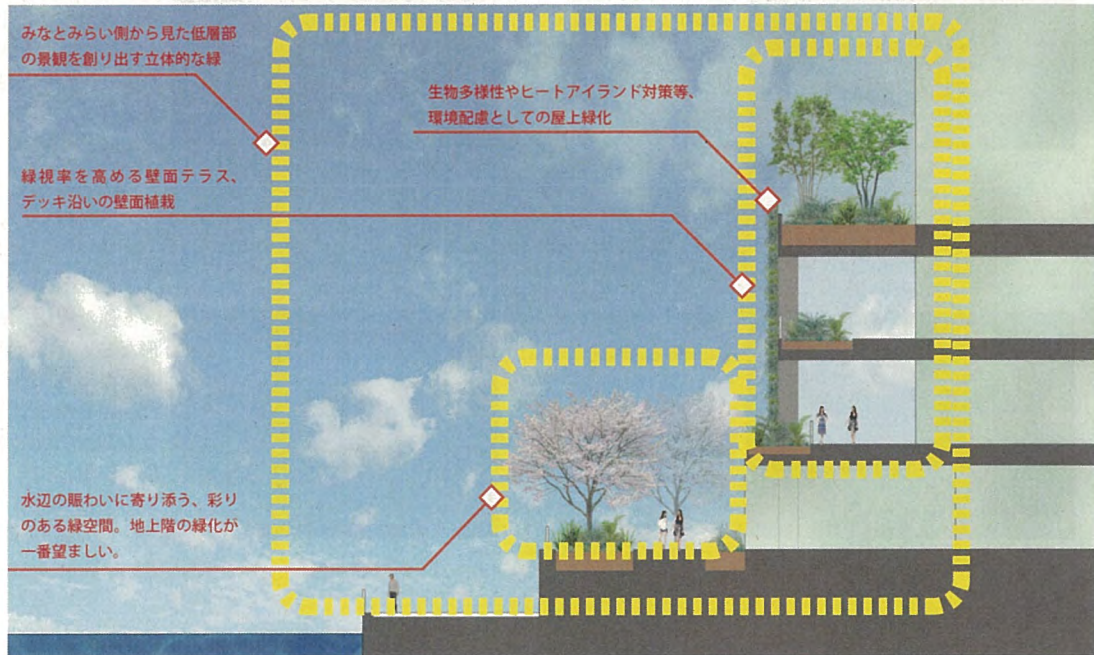 みなとみらい側から見た低層部
の景観を創り出す立体的な緑
生物多様性やヒートアイランド対策等、
環境配慮としての屋上緑化
緑視率を高める壁面テラス、
デッキ沿いの壁面植栽
水辺の賑わいに寄り添う、彩り
のある緑空間。地上階の緑化が
一番望ましい。